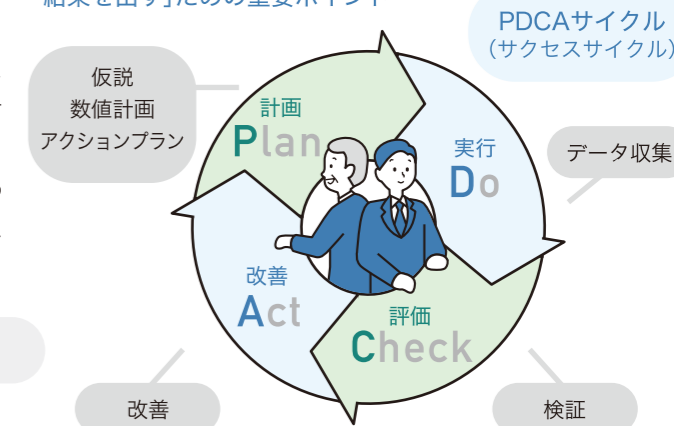 結果を出す」ための重要ポイント
PDCAサイクル
（サクセスサイクル）
仮説
数値計画
アクションプラン
計画
Plan
実行
Do
データ収集
改善
Act
評価
Check
改善
検証